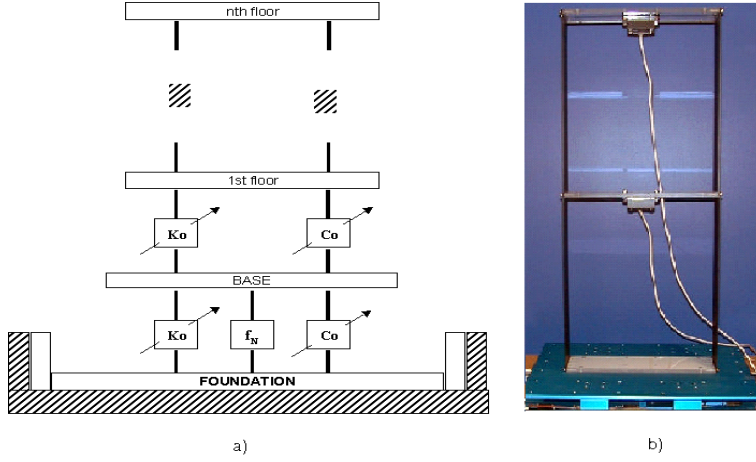 nth floor
1st floor
Ko
Co
BASE
Ko
f_N
Co
FOUNDATION
a)
b)